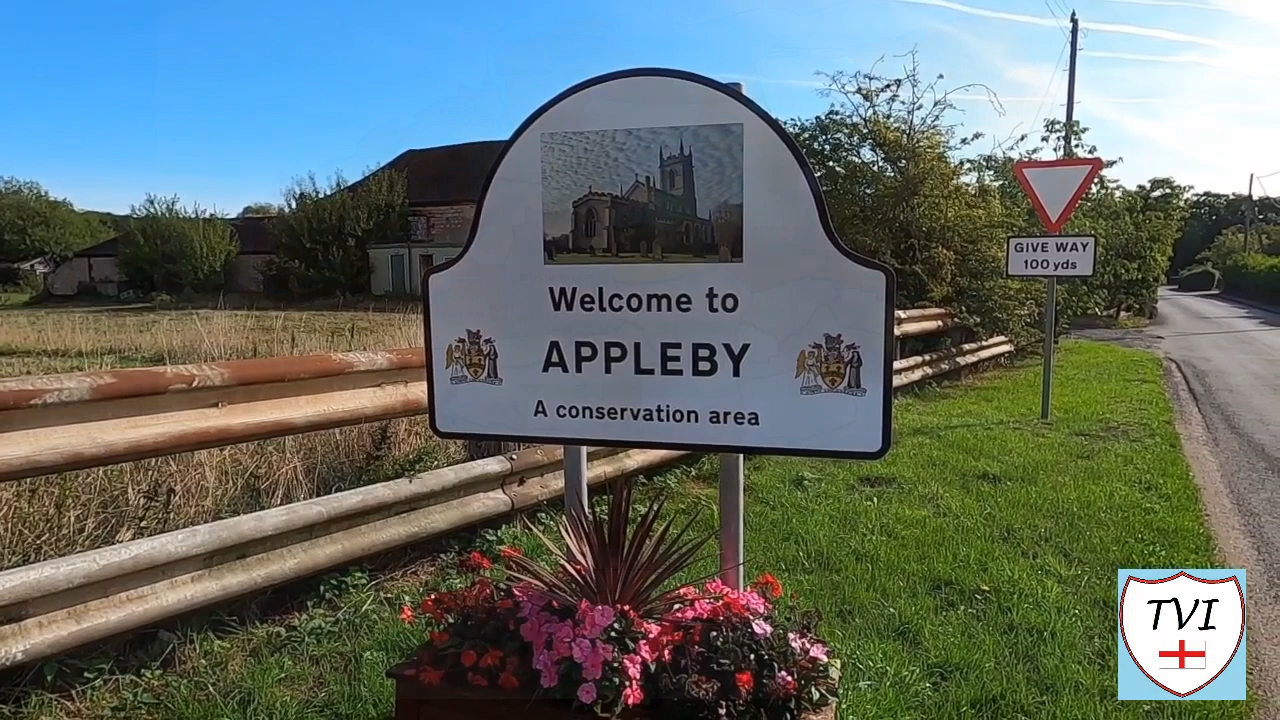 Welcome to
APPLEBY
A conservation area
GIVE WAY
100 yds
TVI